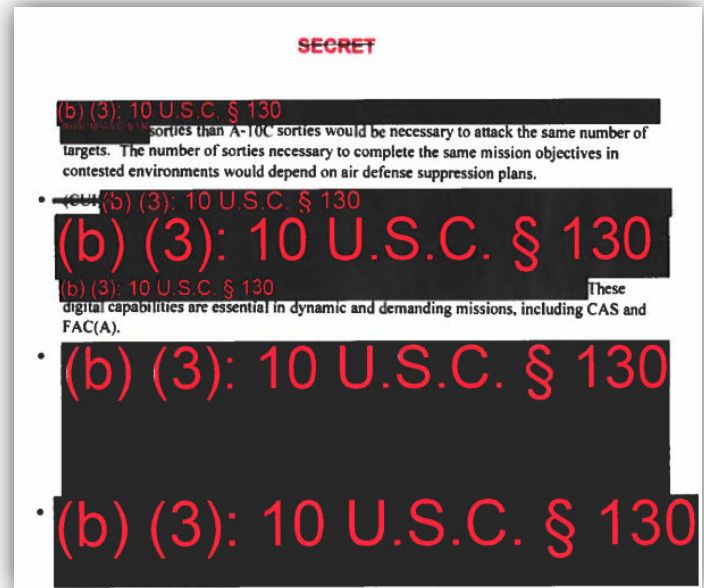 SECRET
(b) (3): 10 U.S.C. § 130
sorties than A-10C sorties would be necessary to attack the same number of
targets. The number of sorties necessary to complete the same mission objectives in
contested environments would depend on air defense suppression plans.
• (CUI) (b) (3): 10 U.S.C. § 130
(b) (3): 10 U.S.C. § 130
(b) (3): 10 U.S.C. § 130 These
digital capabilities are essential in dynamic and demanding missions, including CAS and
FAC(A).
• (b) (3): 10 U.S.C. § 130
• (b) (3): 10 U.S.C. § 130